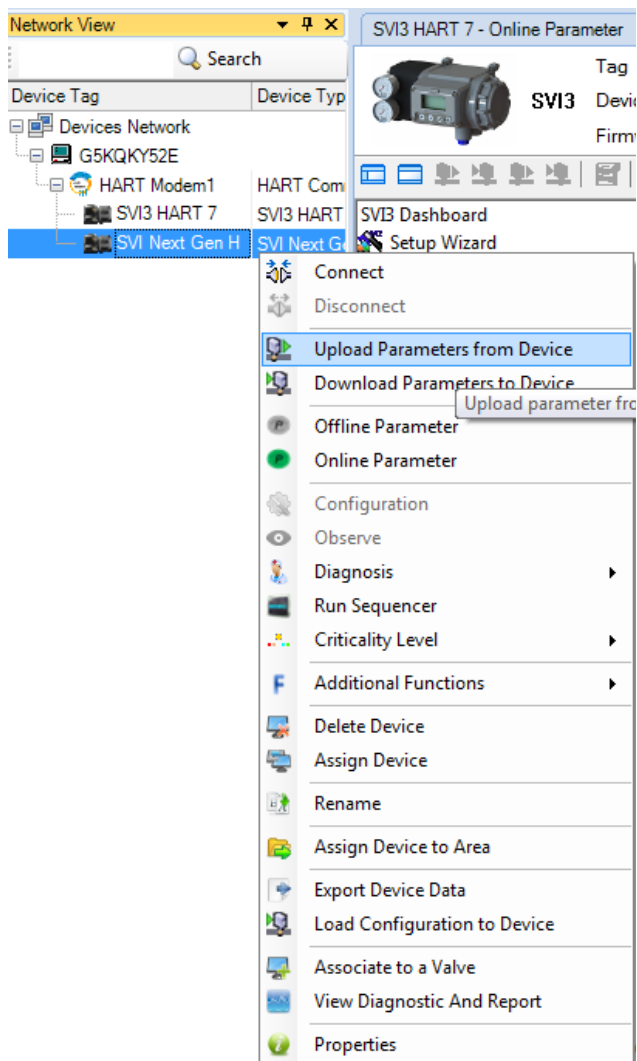 Network View
SVI3 HART 7 - Online Parameter
Search
Tag
SVI3
Device Tag
Device Typ
Devices Network
G5KQKY52E
HART Modem1
HART Com
SVI3 HART 7
SVI3 HART
SVI3 Dashboard
SVI Next Gen H
SVI Next Ge
Setup Wizard
Connect
Disconnect
Upload Parameters from Device
Download Parameters to Device
Upload parameter fro
Offline Parameter
Online Parameter
Configuration
Observe
Diagnosis
Run Sequencer
Criticality Level
F Additional Functions
Delete Device
Assign Device
Rename
Assign Device to Area
Export Device Data
Load Configuration to Device
Associate to a Valve
View Diagnostic And Report
Properties